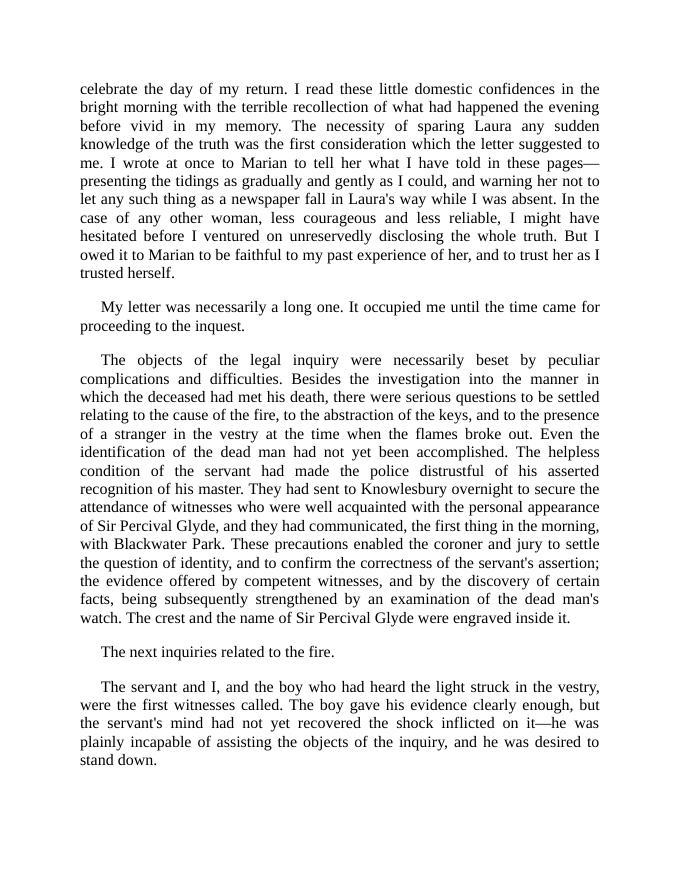 celebrate the day of my return. I read these little domestic confidences in the
bright morning with the terrible recollection of what had happened the evening
before vivid in my memory. The necessity of sparing Laura any sudden
knowledge of the truth was the first consideration which the letter suggested to
me. I wrote at once to Marian to tell her what I have told in these pages—
presenting the tidings as gradually and gently as I could, and warning her not to
let any such thing as a newspaper fall in Laura's way while I was absent. In the
case of any other woman, less courageous and less reliable, I might have
hesitated before I ventured on unreservedly disclosing the whole truth. But I
owed it to Marian to be faithful to my past experience of her, and to trust her as I
trusted herself.
My letter was necessarily a long one. It occupied me until the time came for
proceeding to the inquest.
The objects of the legal inquiry were necessarily beset by peculiar
complications and difficulties. Besides the investigation into the manner in
which the deceased had met his death, there were serious questions to be settled
relating to the cause of the fire, to the abstraction of the keys, and to the presence
of a stranger in the vestry at the time when the flames broke out. Even the
identification of the dead man had not yet been accomplished. The helpless
condition of the servant had made the police distrustful of his asserted
recognition of his master. They had sent to Knowlesbury overnight to secure the
attendance of witnesses who were well acquainted with the personal appearance
of Sir Percival Glyde, and they had communicated, the first thing in the morning,
with Blackwater Park. These precautions enabled the coroner and jury to settle
the question of identity, and to confirm the correctness of the servant's assertion;
the evidence offered by competent witnesses, and by the discovery of certain
facts, being subsequently strengthened by an examination of the dead man's
watch. The crest and the name of Sir Percival Glyde were engraved inside it.
The next inquiries related to the fire.
The servant and I, and the boy who had heard the light struck in the vestry,
were the first witnesses called. The boy gave his evidence clearly enough, but
the servant's mind had not yet recovered the shock inflicted on it—he was
plainly incapable of assisting the objects of the inquiry, and he was desired to
stand down.